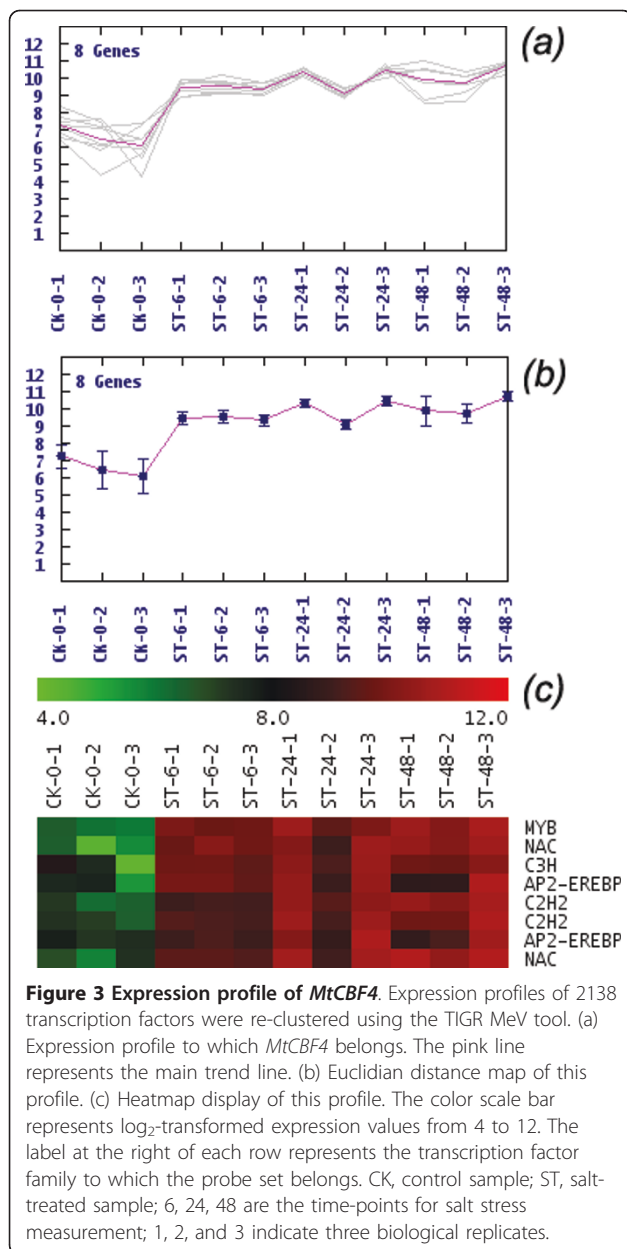 (a)
8 Genes
12
11
10
9
8
7
6
5
4
3
2
1
CK-0-1
CK-0-2
CK-0-3
ST-6-1
ST-6-2
ST-6-3
ST-24-1
ST-24-2
ST-24-3
ST-48-1
ST-48-2
ST-48-3
(b)
8 Genes
12
11
10
9
8
7
6
5
4
3
2
1
CK-0-1
CK-0-2
CK-0-3
ST-6-1
ST-6-2
ST-6-3
ST-24-1
ST-24-2
ST-24-3
ST-48-1
ST-48-2
ST-48-3
(c)
4.0 8.0 12.0
CK-0-1
CK-0-2
CK-0-3
ST-6-1
ST-6-2
ST-6-3
ST-24-1
ST-24-2
ST-24-3
ST-48-1
ST-48-2
ST-48-3
MYB
NAC
C3H
AP2-EREBP
C2H2
C2H2
AP2-EREBP
NAC
Figure 3 Expression profile of MtCBF4. Expression profiles of 2138
transcription factors were re-clustered using the TIGR MeV tool. (a)
Expression profile to which MtCBF4 belongs. The pink line
represents the main trend line. (b) Euclidian distance map of this
profile. (c) Heatmap display of this profile. The color scale bar
represents log₂-transformed expression values from 4 to 12. The
label at the right of each row represents the transcription factor
family to which the probe set belongs. CK, control sample; ST, salt-
treated sample; 6, 24, 48 are the time-points for salt stress
measurement; 1, 2, and 3 indicate three biological replicates.